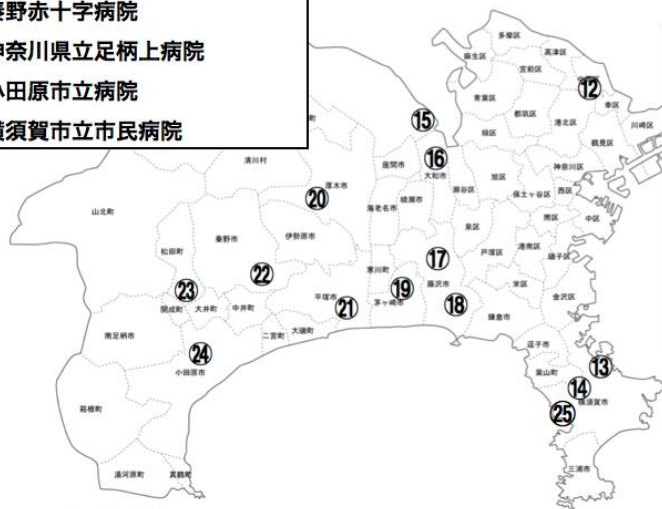 野赤十字病院
奈川県立足柄上病院
田原市立病院
須賀市立市民病院
多摩区
麻生区
高津区
宮前区
⑫
幸区
青葉区
都筑区
港北区
川崎区
⑮
緑区
鶴見区
⑯
座間市
大和市
神奈川区
清川村
旭区
瀬谷区
保土ヶ谷区
西区
厚木市
⑳
綾瀬市
海老名市
南区
中区
山北町
泉区
秦野市
伊勢原市
戸塚区
港南区
磯子区
松田町
⑰
寒川町
㉒
藤沢市
栄区
㉓
⑲
金沢区
平塚市
茅ヶ崎市
⑱
㉑
開成町
大井町
中井町
鎌倉市
大磯町
南足柄市
二宮町
逗子市
㉔
⑬
小田原市
葉山町
⑭
横須賀市
箱根町
㉕
三浦市
湯河原町
真鶴町